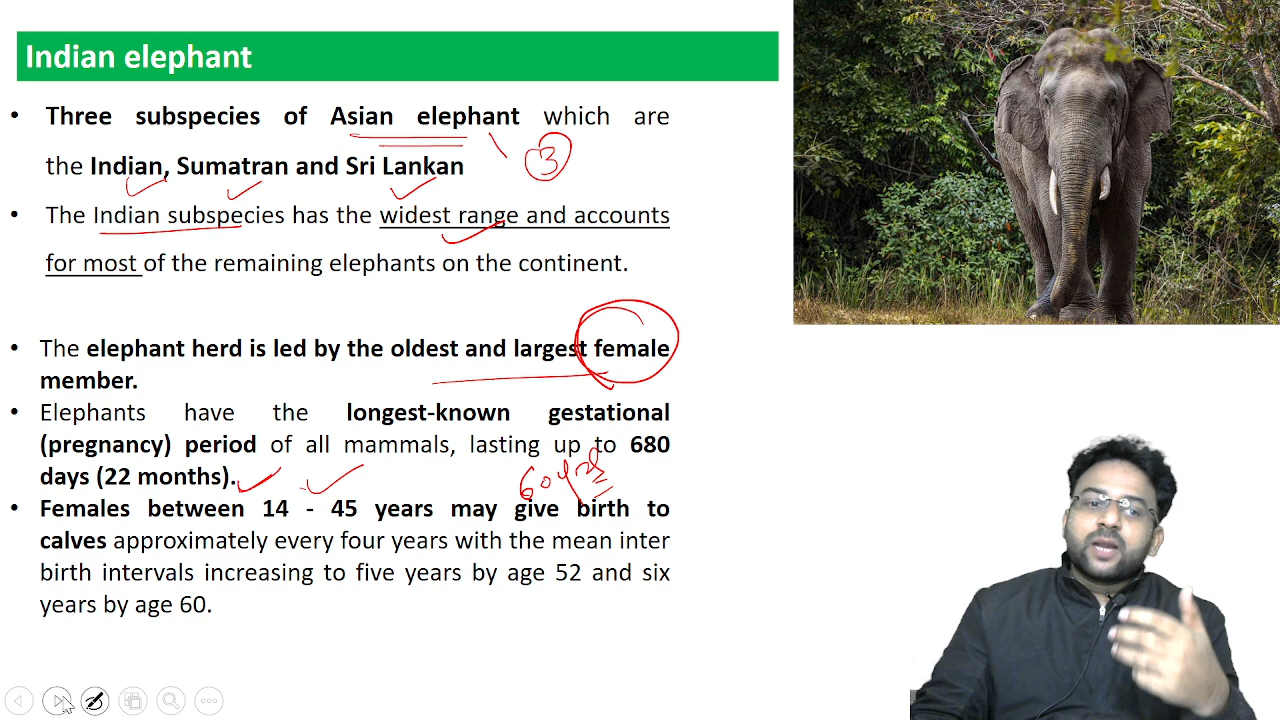 Indian elephant
• Three subspecies of Asian elephant which are
the Indian, Sumatran and Sri Lankan
3
• The Indian subspecies has the widest range and accounts
for most of the remaining elephants on the continent.
• The elephant herd is led by the oldest and largest female
member.
• Elephants have the longest-known gestational
(pregnancy) period of all mammals, lasting up to 680
days (22 months).
• Females between 14 - 45 years may give birth to
calves approximately every four years with the mean inter
birth intervals increasing to five years by age 52 and six
years by age 60.